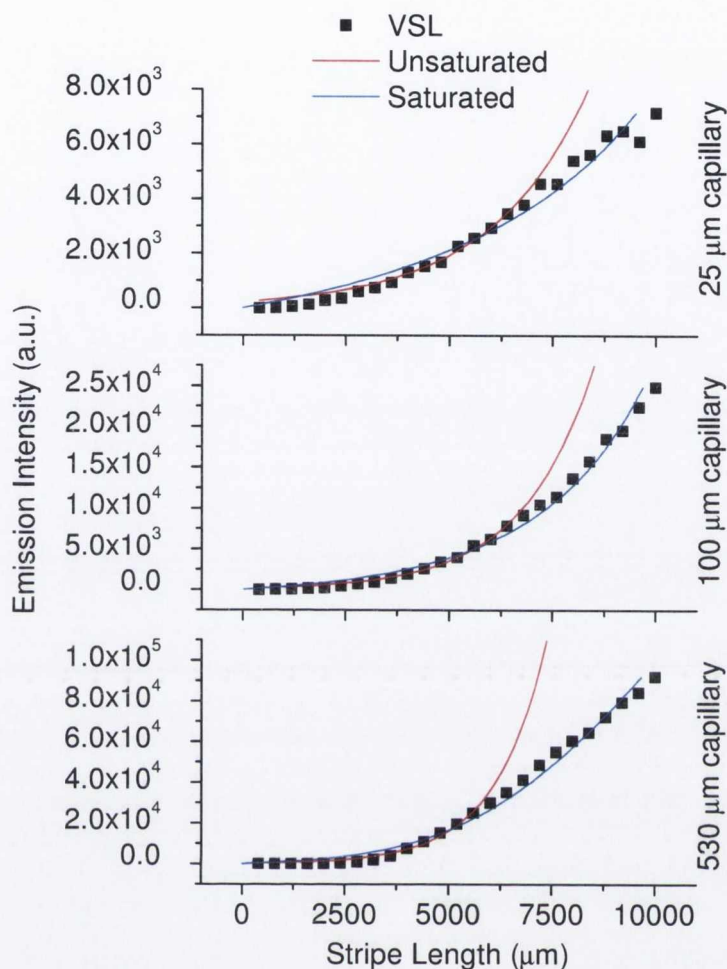 VSL
Unsaturated
Saturated
8.0x10³
6.0x10³
4.0x10³
2.0x10³
0.0
25 µm capillary
2.5x10⁴
2.0x10⁴
1.5x10⁴
1.0x10⁴
5.0x10³
0.0
100 µm capillary
Emission Intensity (a.u.)
1.0x10⁵
8.0x10⁴
6.0x10⁴
4.0x10⁴
2.0x10⁴
0.0
530 µm capillary
0 2500 5000 7500 10000
Stripe Length (µm)